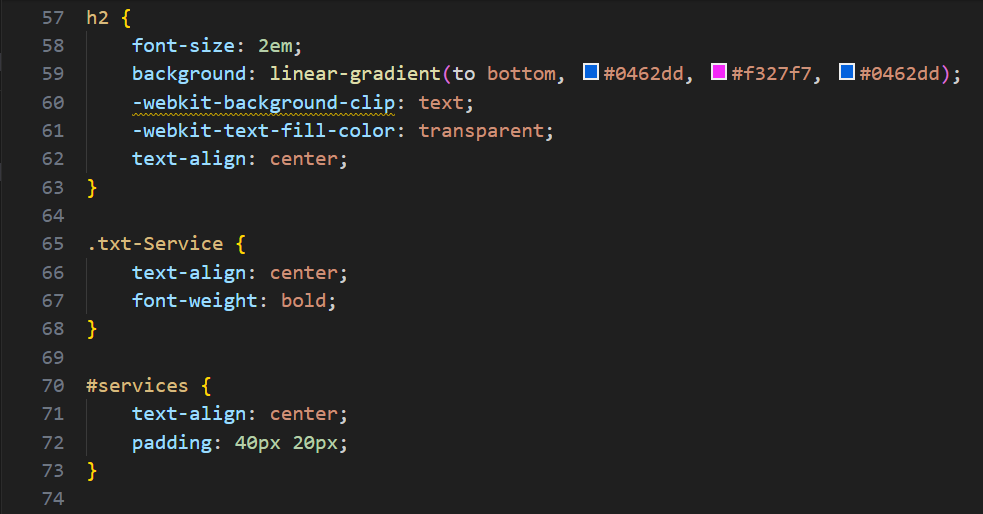 57 h2 {
58     font-size: 2em;
59     background: linear-gradient(to bottom, #0462dd, #f327f7, #0462dd);
60     -webkit-background-clip: text;
61     -webkit-text-fill-color: transparent;
62     text-align: center;
63 }
64
65 .txt-Service {
66     text-align: center;
67     font-weight: bold;
68 }
69
70 #services {
71     text-align: center;
72     padding: 40px 20px;
73 }
74